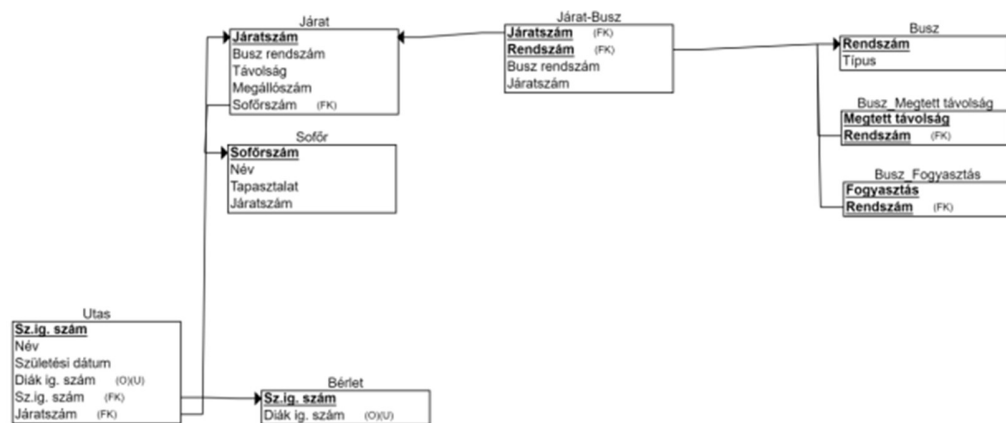 Járat
Járatszám
Busz rendszám
Távolság
Megállószám
Sofőrszám (FK)
Sofőr
Sofőrszám
Név
Tapasztalat
Járatszám
Járat-Busz
Járatszám (FK)
Rendszám (FK)
Busz rendszám
Járatszám
Busz
Rendszám
Típus
Busz_Megtett távolság
Megtett távolság
Rendszám (FK)
Busz_Fogyasztás
Fogyasztás
Rendszám (FK)
Utas
Sz.ig. szám
Név
Születési dátum
Diák ig. szám (O)(U)
Sz.ig. szám (FK)
Járatszám (FK)
Bérlet
Sz.ig. szám
Diák ig. szám (O)(U)